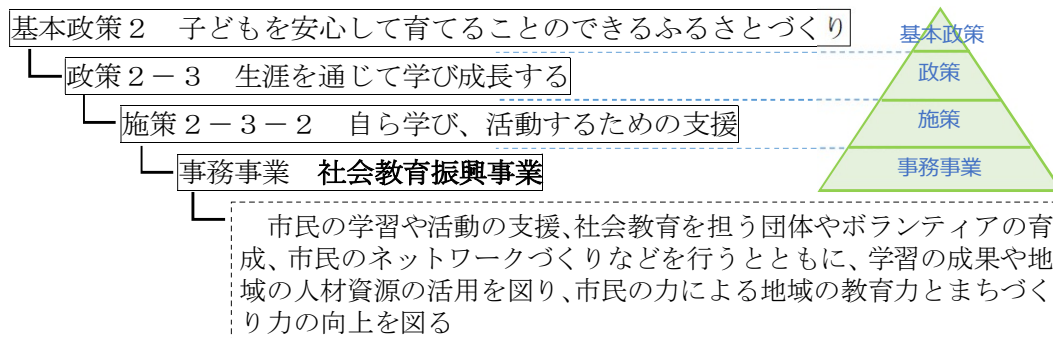 基本政策２　子どもを安心して育てることのできるふるさとづくり
政策２－３　生涯を通じて学び成長する
施策２－３－２　自ら学び、活動するための支援
事務事業　社会教育振興事業
市民の学習や活動の支援、社会教育を担う団体やボランティアの育
成、市民のネットワークづくりなどを行うとともに、学習の成果や地
域の人材資源の活用を図り、市民の力による地域の教育力とまちづく
り力の向上を図る
基本政策
政策
施策
事務事業